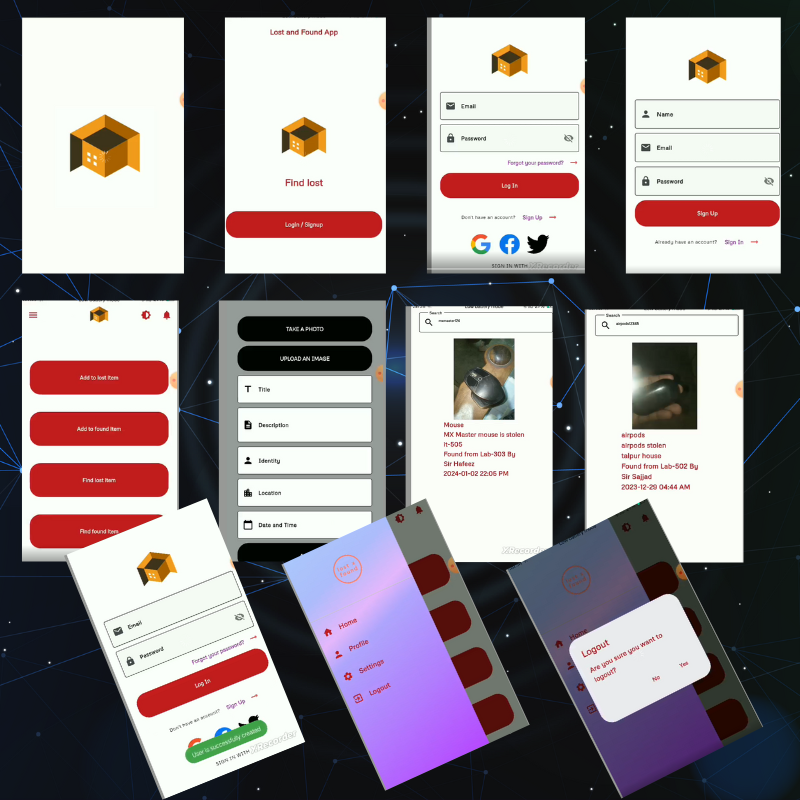 Lost and Found App
Find lost
Login / Signup
Email
Password
Forgot your password?
Log In
Don't have an account? Sign Up
SIGN IN WITH
XRecorder
Name
Email
Password
Sign Up
Already have an account? Sign In
Add to lost item
Add to found item
Find lost item
Find found item
TAKE A PHOTO
UPLOAD AN IMAGE
Title
Description
Identity
Location
Date and Time
Search
Mouse
MX Master mouse is stolen
it-505
Found from Lab-303 By
Sir Hafeez
2024-01-02 22:05 PM
XRecorder
Search
airpods12345
airpods
airpods stolen
talpur house
Found from Lab-502 By
Sir Sajjad
2023-12-29 04:44 AM
Email
Password
Forgot your password?
Log In
Don't have an account? Sign Up
User is successfully created
SIGN IN WITH
XRecorder
Lost &
Found
Home
Profile
Settings
Logout
Home
Logout
Are you sure you want to
logout?
No Yes